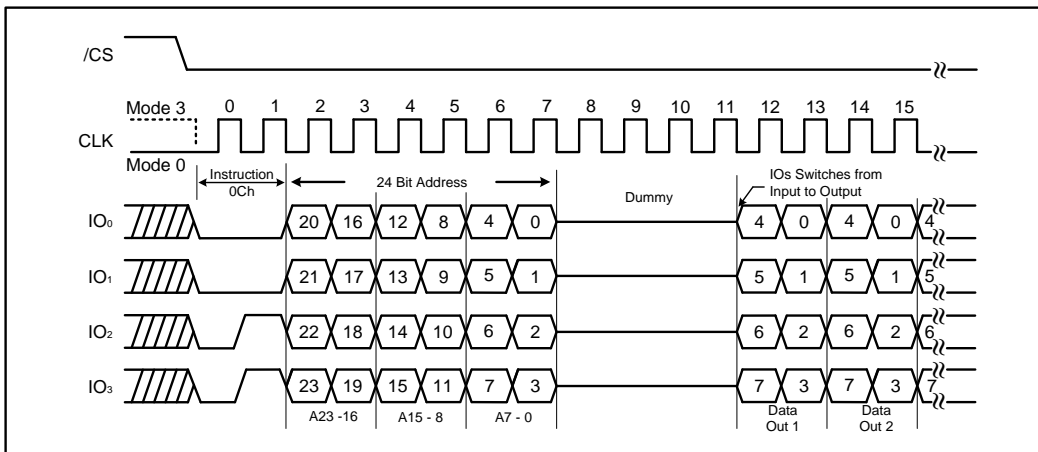 /CS
Mode 3 0 1 2 3 4 5 6 7 8 9 10 11 12 13 14 15
CLK
Mode 0
Instruction
0Ch
24 Bit Address
Dummy
IOs Switches from
Input to Output
IO₀ 20 16 12 8 4 0 4 0 4 0 4
IO₁ 21 17 13 9 5 1 5 1 5 1 5
IO₂ 22 18 14 10 6 2 6 2 6 2 6
IO₃ 23 19 15 11 7 3 7 3 7 3 7
A23 -16 A15 - 8 A7 - 0
Data
Out 1
Data
Out 2